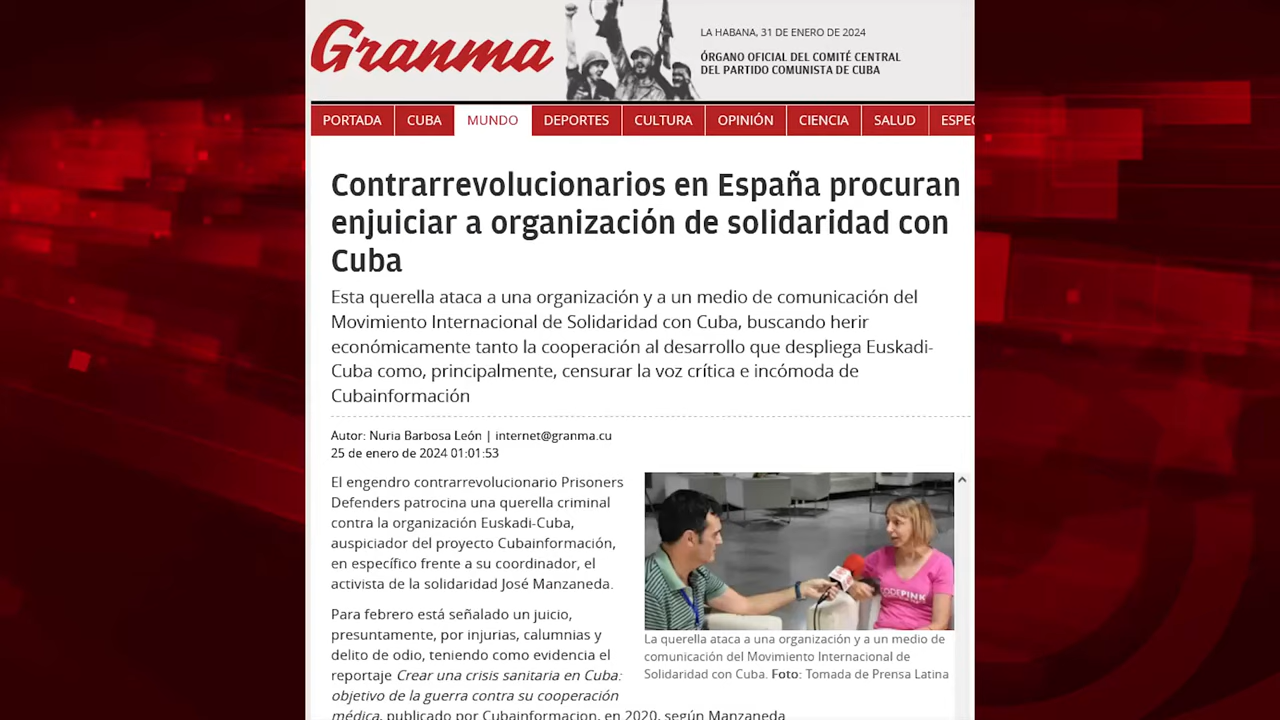 Granma
LA HABANA, 31 DE ENERO DE 2024
ÓRGANO OFICIAL DEL COMITÉ CENTRAL
DEL PARTIDO COMUNISTA DE CUBA
PORTADA CUBA MUNDO DEPORTES CULTURA OPINIÓN CIENCIA SALUD ESPEC
Contrarrevolucionarios en España procuran
enjuiciar a organización de solidaridad con
Cuba
Esta querella ataca a una organización y a un medio de comunicación del
Movimiento Internacional de Solidaridad con Cuba, buscando herir
económicamente tanto la cooperación al desarrollo que despliega Euskadi-
Cuba como, principalmente, censurar la voz crítica e incómoda de
Cubainformación
Autor: Nuria Barbosa León | internet@granma.cu
25 de enero de 2024 01:01:53
El engendro contrarrevolucionario Prisoners
Defenders patrocina una querella criminal
contra la organización Euskadi-Cuba,
auspiciador del proyecto Cubainformación,
en específico frente a su coordinador, el
activista de la solidaridad José Manzaneda.
Para febrero está señalado un juicio,
presuntamente, por injurias, calumnias y
delito de odio, teniendo como evidencia el
reportaje Crear una crisis sanitaria en Cuba:
objetivo de la guerra contra su cooperación
médica, publicado por Cubainformacion, en 2020, según Manzaneda
ODEPINK
La querella ataca a una organización y a un medio de
comunicación del Movimiento Internacional de
Solidaridad con Cuba. Foto: Tomada de Prensa Latina